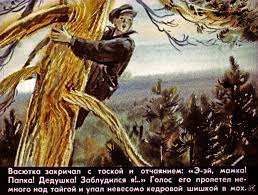 Васютка закричал с тоской и отчаянием: «Э-эй, мамка!
Папка! Дедушка! Заблудился я!..» Голос его пролетел не-
много над тайгой и упал невесомо кедровой шишкой в мох.